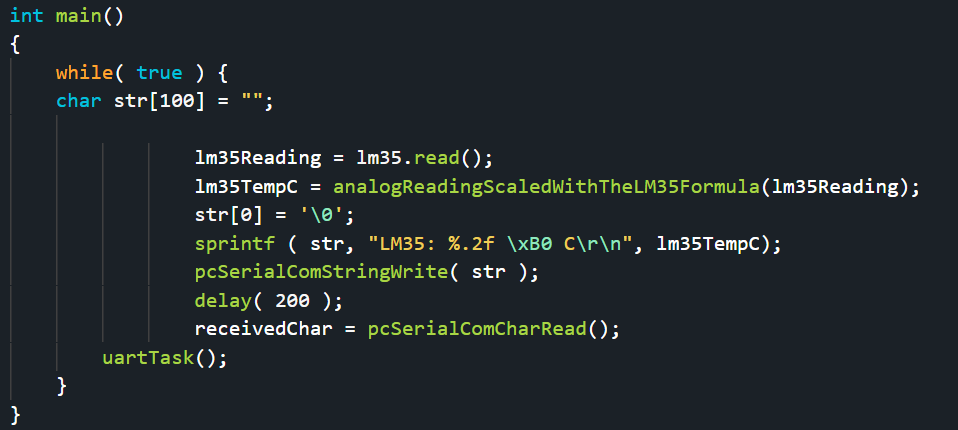 int main()
{
while( true ) {
char str[100] = "";
lm35Reading = lm35.read();
lm35TempC = analogReadingScaledWithTheLM35Formula(lm35Reading);
str[0] = '\0';
sprintf ( str, "LM35: %.2f \xB0 C\r\n", lm35TempC);
pcSerialComStringWrite( str );
delay( 200 );
receivedChar = pcSerialComCharRead();
uartTask();
}
}